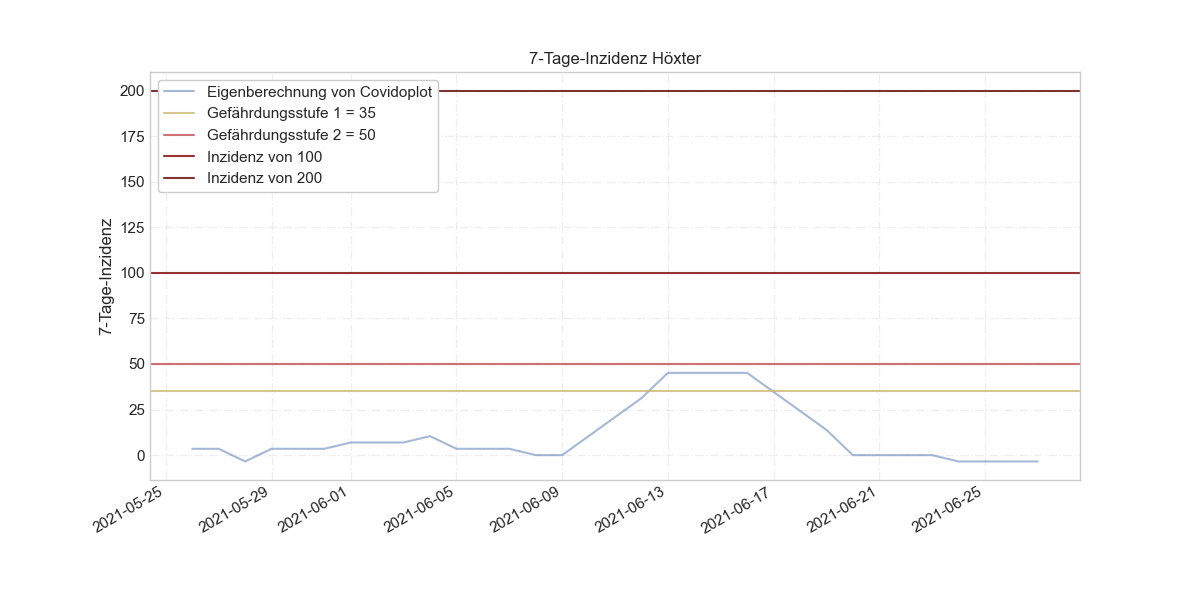 7-Tage-Inzidenz Höxter
Eigenberechnung von Covidoplot
Gefährdungsstufe 1 = 35
Gefährdungsstufe 2 = 50
Inzidenz von 100
Inzidenz von 200
7-Tage-Inzidenz
200
175
150
125
100
75
50
25
0
2021-05-25
2021-05-29
2021-06-01
2021-06-05
2021-06-09
2021-06-13
2021-06-17
2021-06-21
2021-06-25